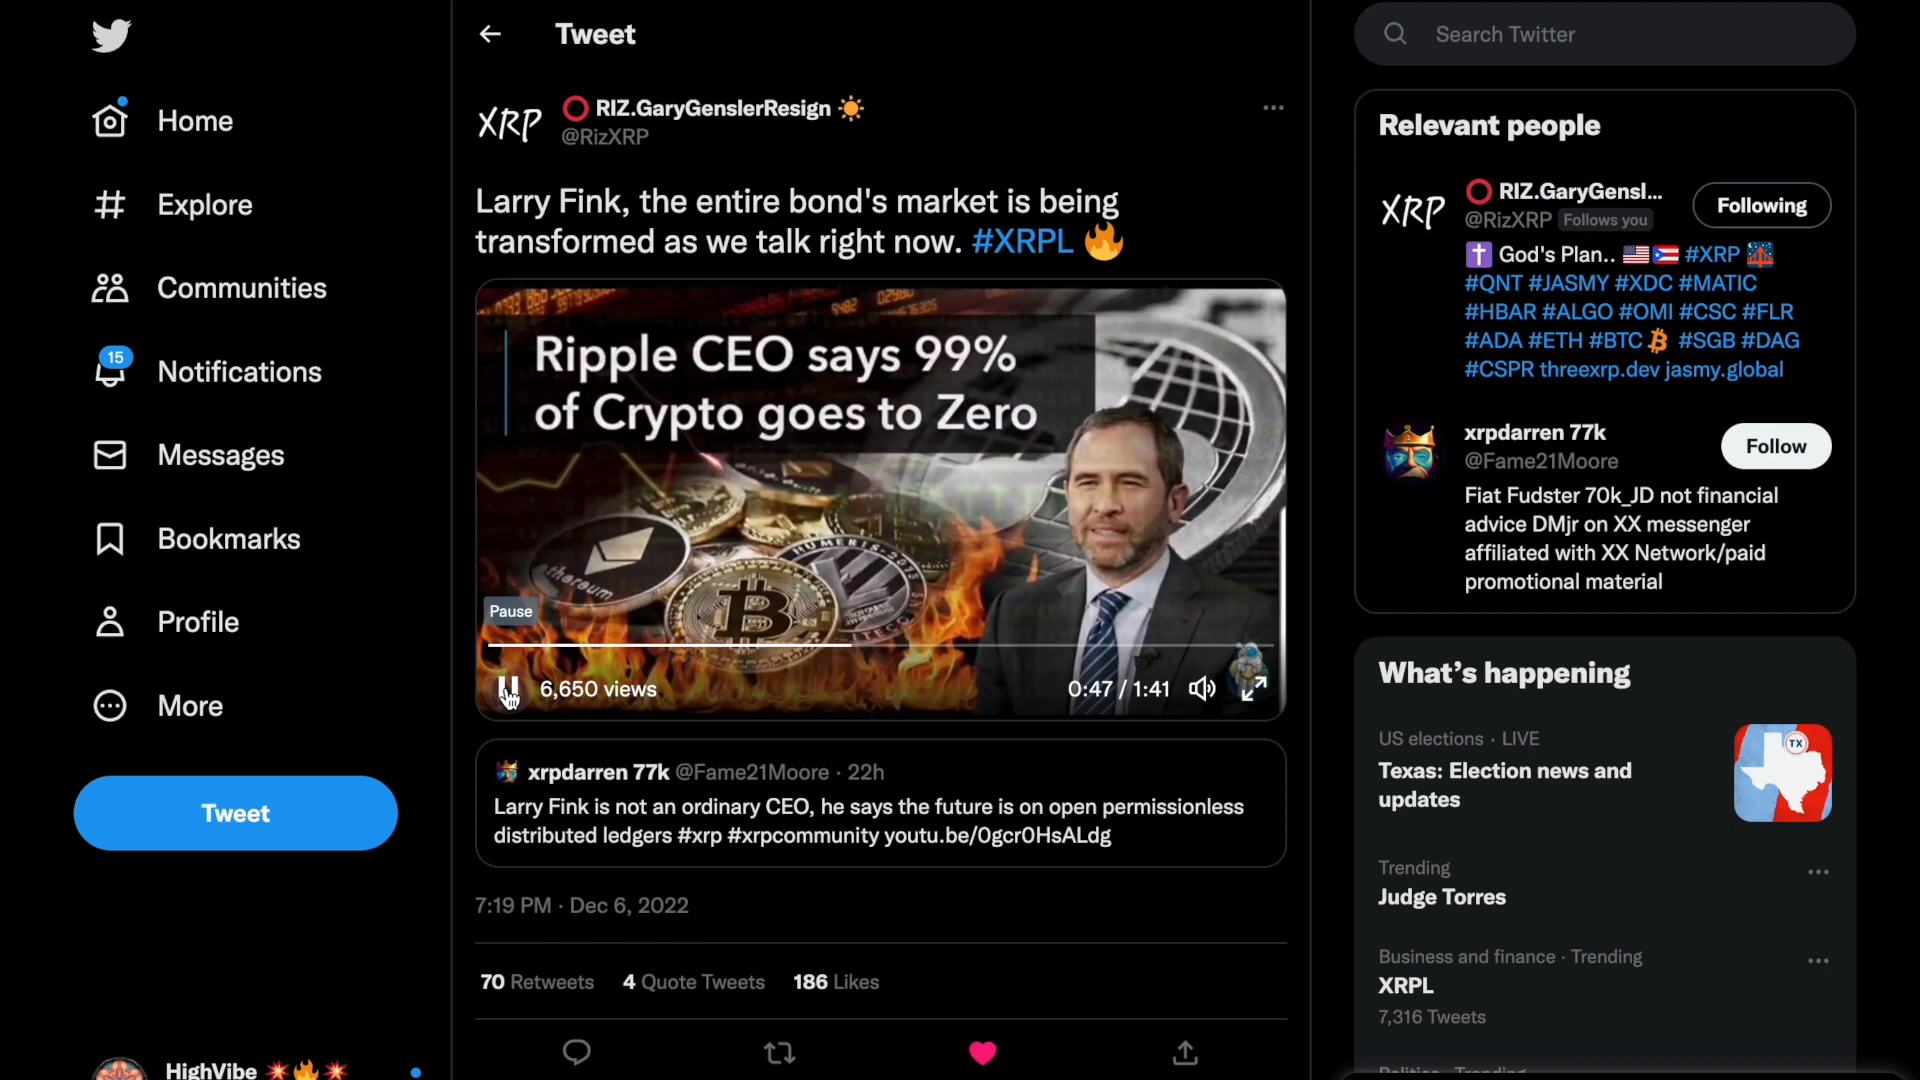 Home
Explore
Communities
15
Notifications
Messages
Bookmarks
Profile
More
Tweet
HighVibe
Tweet
XRP
RIZ.GaryGenslerResign
@RizXRP
Larry Fink, the entire bond's market is being
transformed as we talk right now. #XRPL
Ripple CEO says 99%
of Crypto goes to Zero
ethereum
Pause
6,650 views
0:47 / 1:41
xrpdarren 77k @Fame21Moore · 22h
Larry Fink is not an ordinary CEO, he says the future is on open permissionless
distributed ledgers #xrp #xrpcommunity youtu.be/0gcr0HsALdg
7:19 PM · Dec 6, 2022
70 Retweets 4 Quote Tweets 186 Likes
Search Twitter
Relevant people
XRP
RIZ.GaryGensl...
@RizXRP Follows you
Following
God's Plan.. #XRP
#QNT #JASMY #XDC #MATIC
#HBAR #ALGO #OMI #CSC #FLR
#ADA #ETH #BTC #SGB #DAG
#CSPR threexrp.dev jasmy.global
xrpdarren 77k
@Fame21Moore
Follow
Fiat Fudster 70k_JD not financial
advice DMjr on XX messenger
affiliated with XX Network/paid
promotional material
What's happening
US elections · LIVE
Texas: Election news and
updates
TX
Trending
Judge Torres
Business and finance · Trending
XRPL
7,316 Tweets